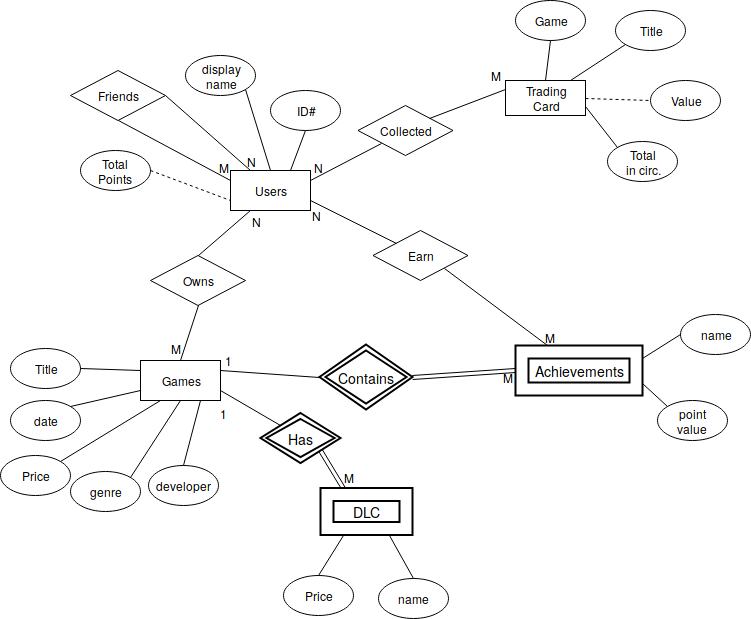 Game
Title
display
name
Friends
ID#
M
Trading
Card
Value
Collected
Total
in circ.
Total
Points
M
N
N
Users
N
N
Owns
Earn
M
M
name
Title
1
Games
Contains
Achievements
M
date
1
point
value
Has
Price
genre
developer
M
DLC
Price
name